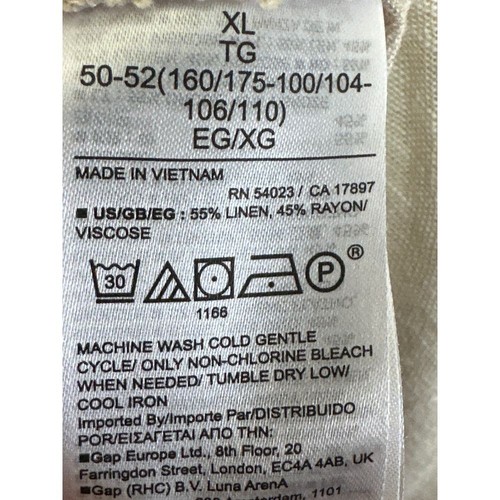 XL
TG
50-52(160/175-100/104-
106/110)
EG/XG
MADE IN VIETNAM
RN 54023 / CA 17897
■ US/GB/EG : 55% LINEN, 45% RAYON/
VISCOSE
30
P ®
1166
MACHINE WASH COLD GENTLE
CYCLE/ ONLY NON-CHLORINE BLEACH
WHEN NEEDED/ TUMBLE DRY LOW/
COOL IRON
Imported By/Importe Par/DISTRIBUIDO
POR/ΕΙΣΑΓΕΤΑΙ ΑΠΟ ΤΗΝ:
■Gap Europe Ltd., 8th Floor, 20
Farringdon Street, London, EC4A 4AB, UK
■Gap (RHC) B.V. Luna ArenA
1101